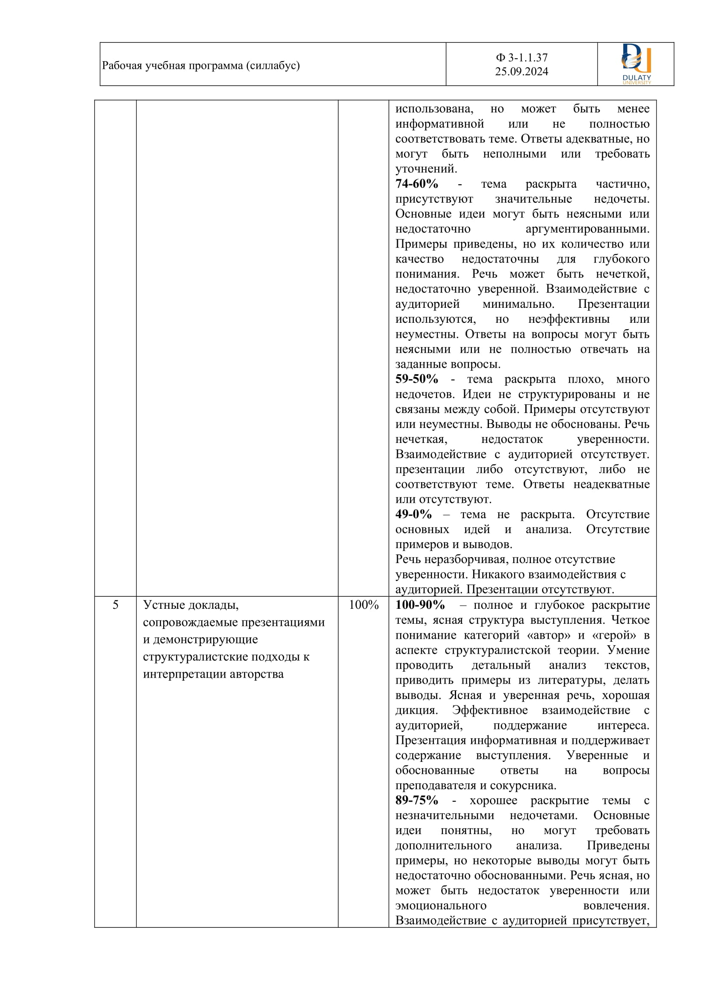 Рабочая учебная программа (силлабус)
Ф 3-1.1.37
25.09.2024
DULATY
UNIVERSITY
использована, но может быть менее
информативной или не полностью
соответствовать теме. Ответы адекватные, но
могут быть неполными или требовать
уточнений.
74-60% - тема раскрыта частично,
присутствуют значительные недочеты.
Основные идеи могут быть неясными или
недостаточно аргументированными.
Примеры приведены, но их количество или
качество недостаточны для глубокого
понимания. Речь может быть нечеткой,
недостаточно уверенной. Взаимодействие с
аудиторией минимально. Презентации
используются, но неэффективны или
неуместны. Ответы на вопросы могут быть
неясными или не полностью отвечать на
заданные вопросы.
59-50% - тема раскрыта плохо, много
недочетов. Идеи не структурированы и не
связаны между собой. Примеры отсутствуют
или неуместны. Выводы не обоснованы. Речь
нечеткая, недостаток уверенности.
Взаимодействие с аудиторией отсутствует.
презентации либо отсутствуют, либо не
соответствуют теме. Ответы неадекватные
или отсутствуют.
49-0% – тема не раскрыта. Отсутствие
основных идей и анализа. Отсутствие
примеров и выводов.
Речь неразборчивая, полное отсутствие
уверенности. Никакого взаимодействия с
аудиторией. Презентации отсутствуют.
5
Устные доклады,
сопровождаемые презентациями
и демонстрирующие
структуралистские подходы к
интерпретации авторства
100%
100-90% – полное и глубокое раскрытие
темы, ясная структура выступления. Четкое
понимание категорий «автор» и «герой» в
аспекте структуралистской теории. Умение
проводить детальный анализ текстов,
приводить примеры из литературы, делать
выводы. Ясная и уверенная речь, хорошая
дикция. Эффективное взаимодействие с
аудиторией, поддержание интереса.
Презентация информативная и поддерживает
содержание выступления. Уверенные и
обоснованные ответы на вопросы
преподавателя и сокурсника.
89-75% - хорошее раскрытие темы с
незначительными недочетами. Основные
идеи понятны, но могут требовать
дополнительного анализа. Приведены
примеры, но некоторые выводы могут быть
недостаточно обоснованными. Речь ясная, но
может быть недостаток уверенности или
эмоционального вовлечения.
Взаимодействие с аудиторией присутствует,